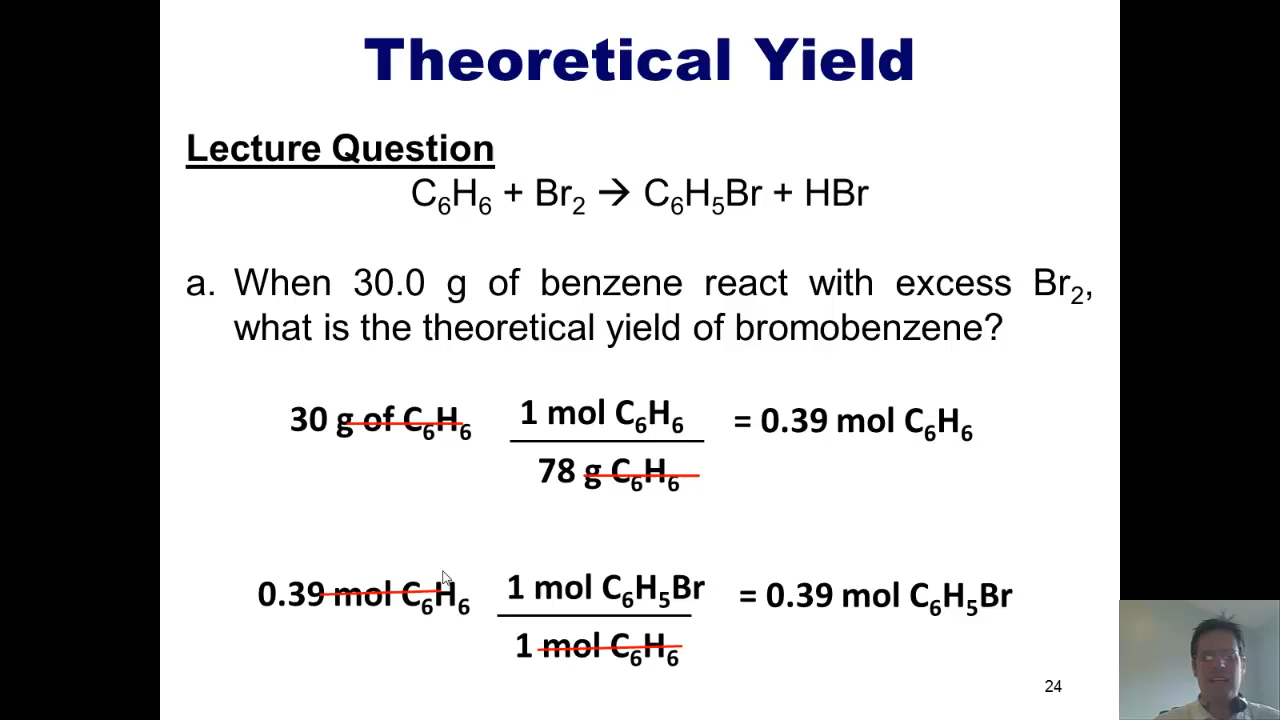 Theoretical Yield
Lecture Question
C₆H₆ + Br₂ → C₆H₅Br + HBr
a. When 30.0 g of benzene react with excess Br₂,
what is the theoretical yield of bromobenzene?
30 g of C₆H₆
1 mol C₆H₆
78 g C₆H₆
= 0.39 mol C₆H₆
0.39 mol C₆H₆
1 mol C₆H₅Br
1 mol C₆H₆
= 0.39 mol C₆H₅Br
24